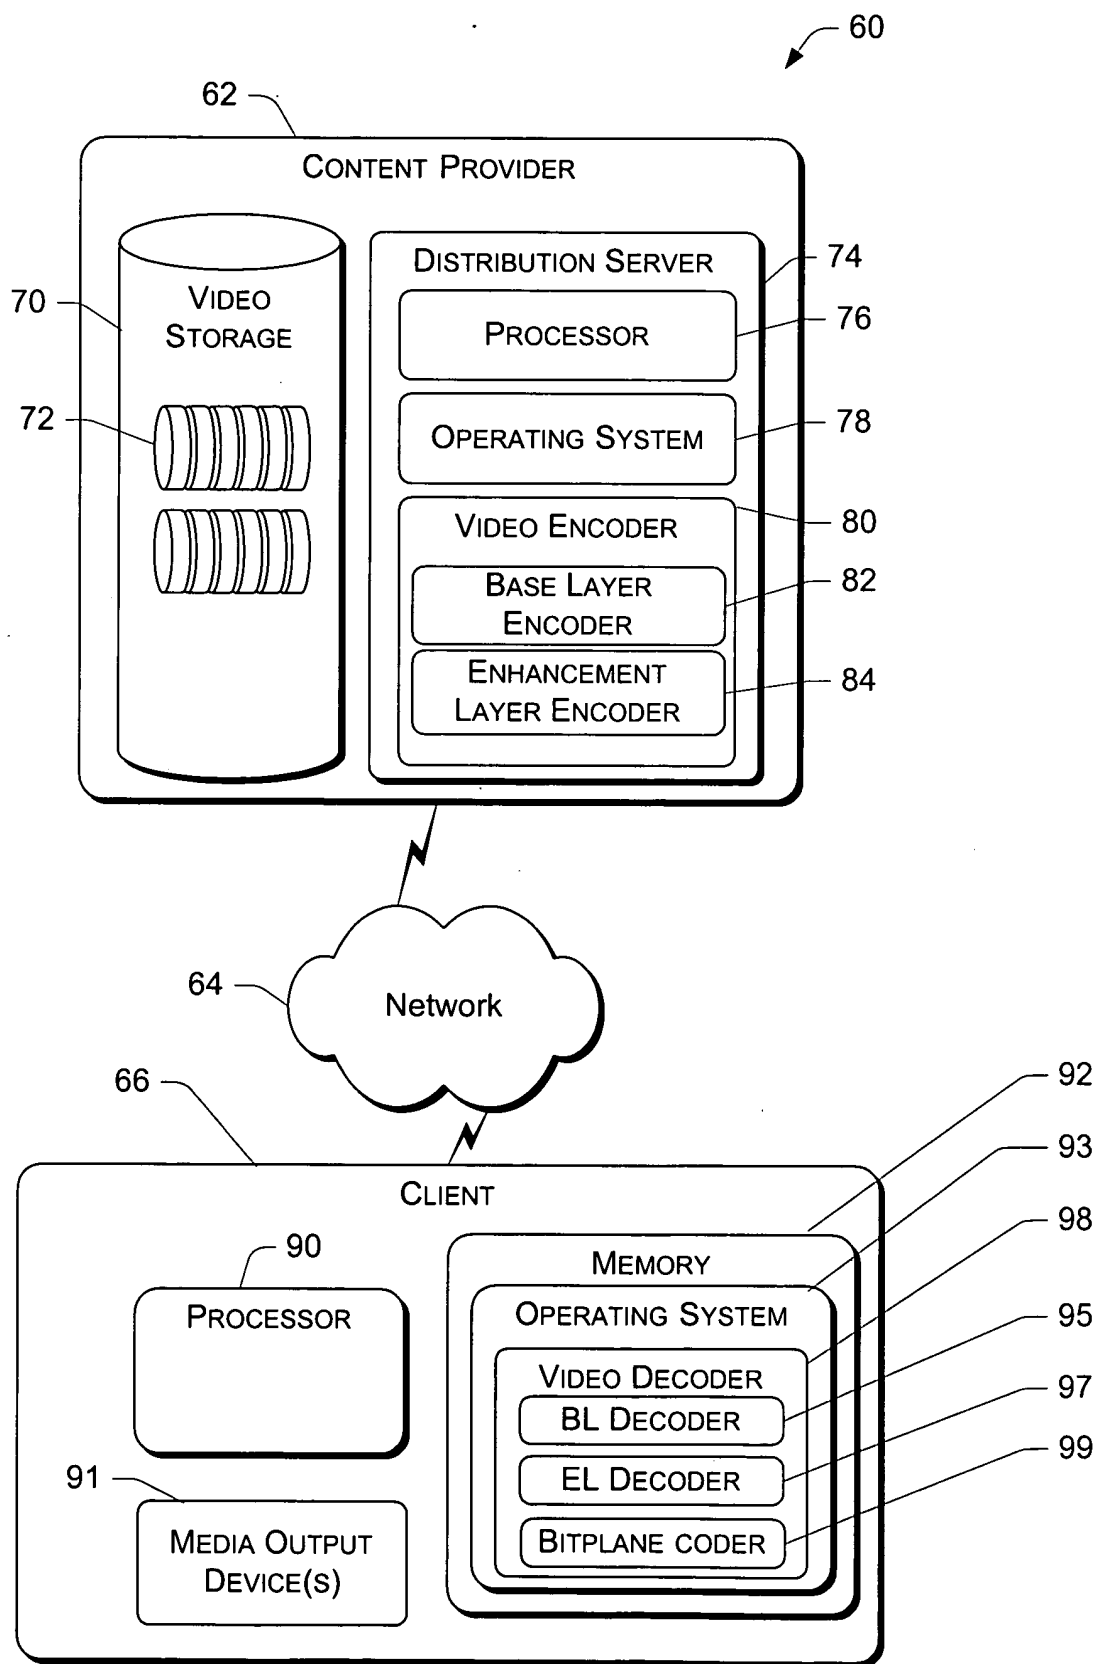 60
62
CONTENT PROVIDER
70
VIDEO
STORAGE
72
DISTRIBUTION SERVER
74
PROCESSOR
76
OPERATING SYSTEM
78
VIDEO ENCODER
80
BASE LAYER
ENCODER
82
ENHANCEMENT
LAYER ENCODER
84
64
Network
66
CLIENT
92
93
98
95
97
99
90
PROCESSOR
91
MEDIA OUTPUT
DEVICE(S)
MEMORY
OPERATING SYSTEM
VIDEO DECODER
BL DECODER
EL DECODER
BITPLANE CODER